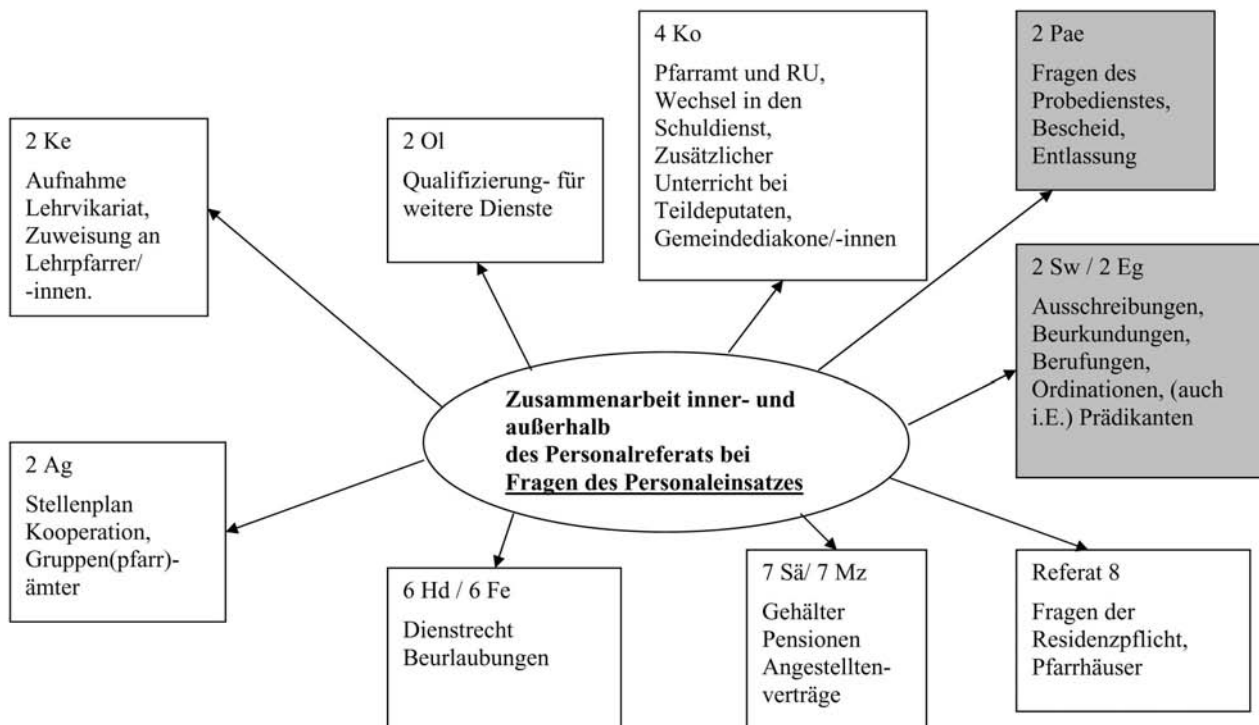 4 Ko
Pfarramt und RU,
Wechsel in den
Schuldienst,
Zusätzlicher
Unterricht bei
Teildeputaten,
Gemeindediakone/-innen
2 Pae
Fragen des
Probedienstes,
Bescheid,
Entlassung
2 Ke
Aufnahme
Lehrvikariat,
Zuweisung an
Lehrpfarrer/
-innen.
2 Ol
Qualifizierung- für
weitere Dienste
2 Sw / 2 Eg
Ausschreibungen,
Beurkundungen,
Berufungen,
Ordinationen, (auch
i.E.) Prädikanten
Zusammenarbeit inner- und
außerhalb
des Personalreferats bei
Fragen des Personaleinsatzes
2 Ag
Stellenplan
Kooperation,
Gruppen(pfarr)-
ämter
6 Hd / 6 Fe
Dienstrecht
Beurlaubungen
7 Sä/ 7 Mz
Gehälter
Pensionen
Angestellten-
verträge
Referat 8
Fragen der
Residenzpflicht,
Pfarrhäuser